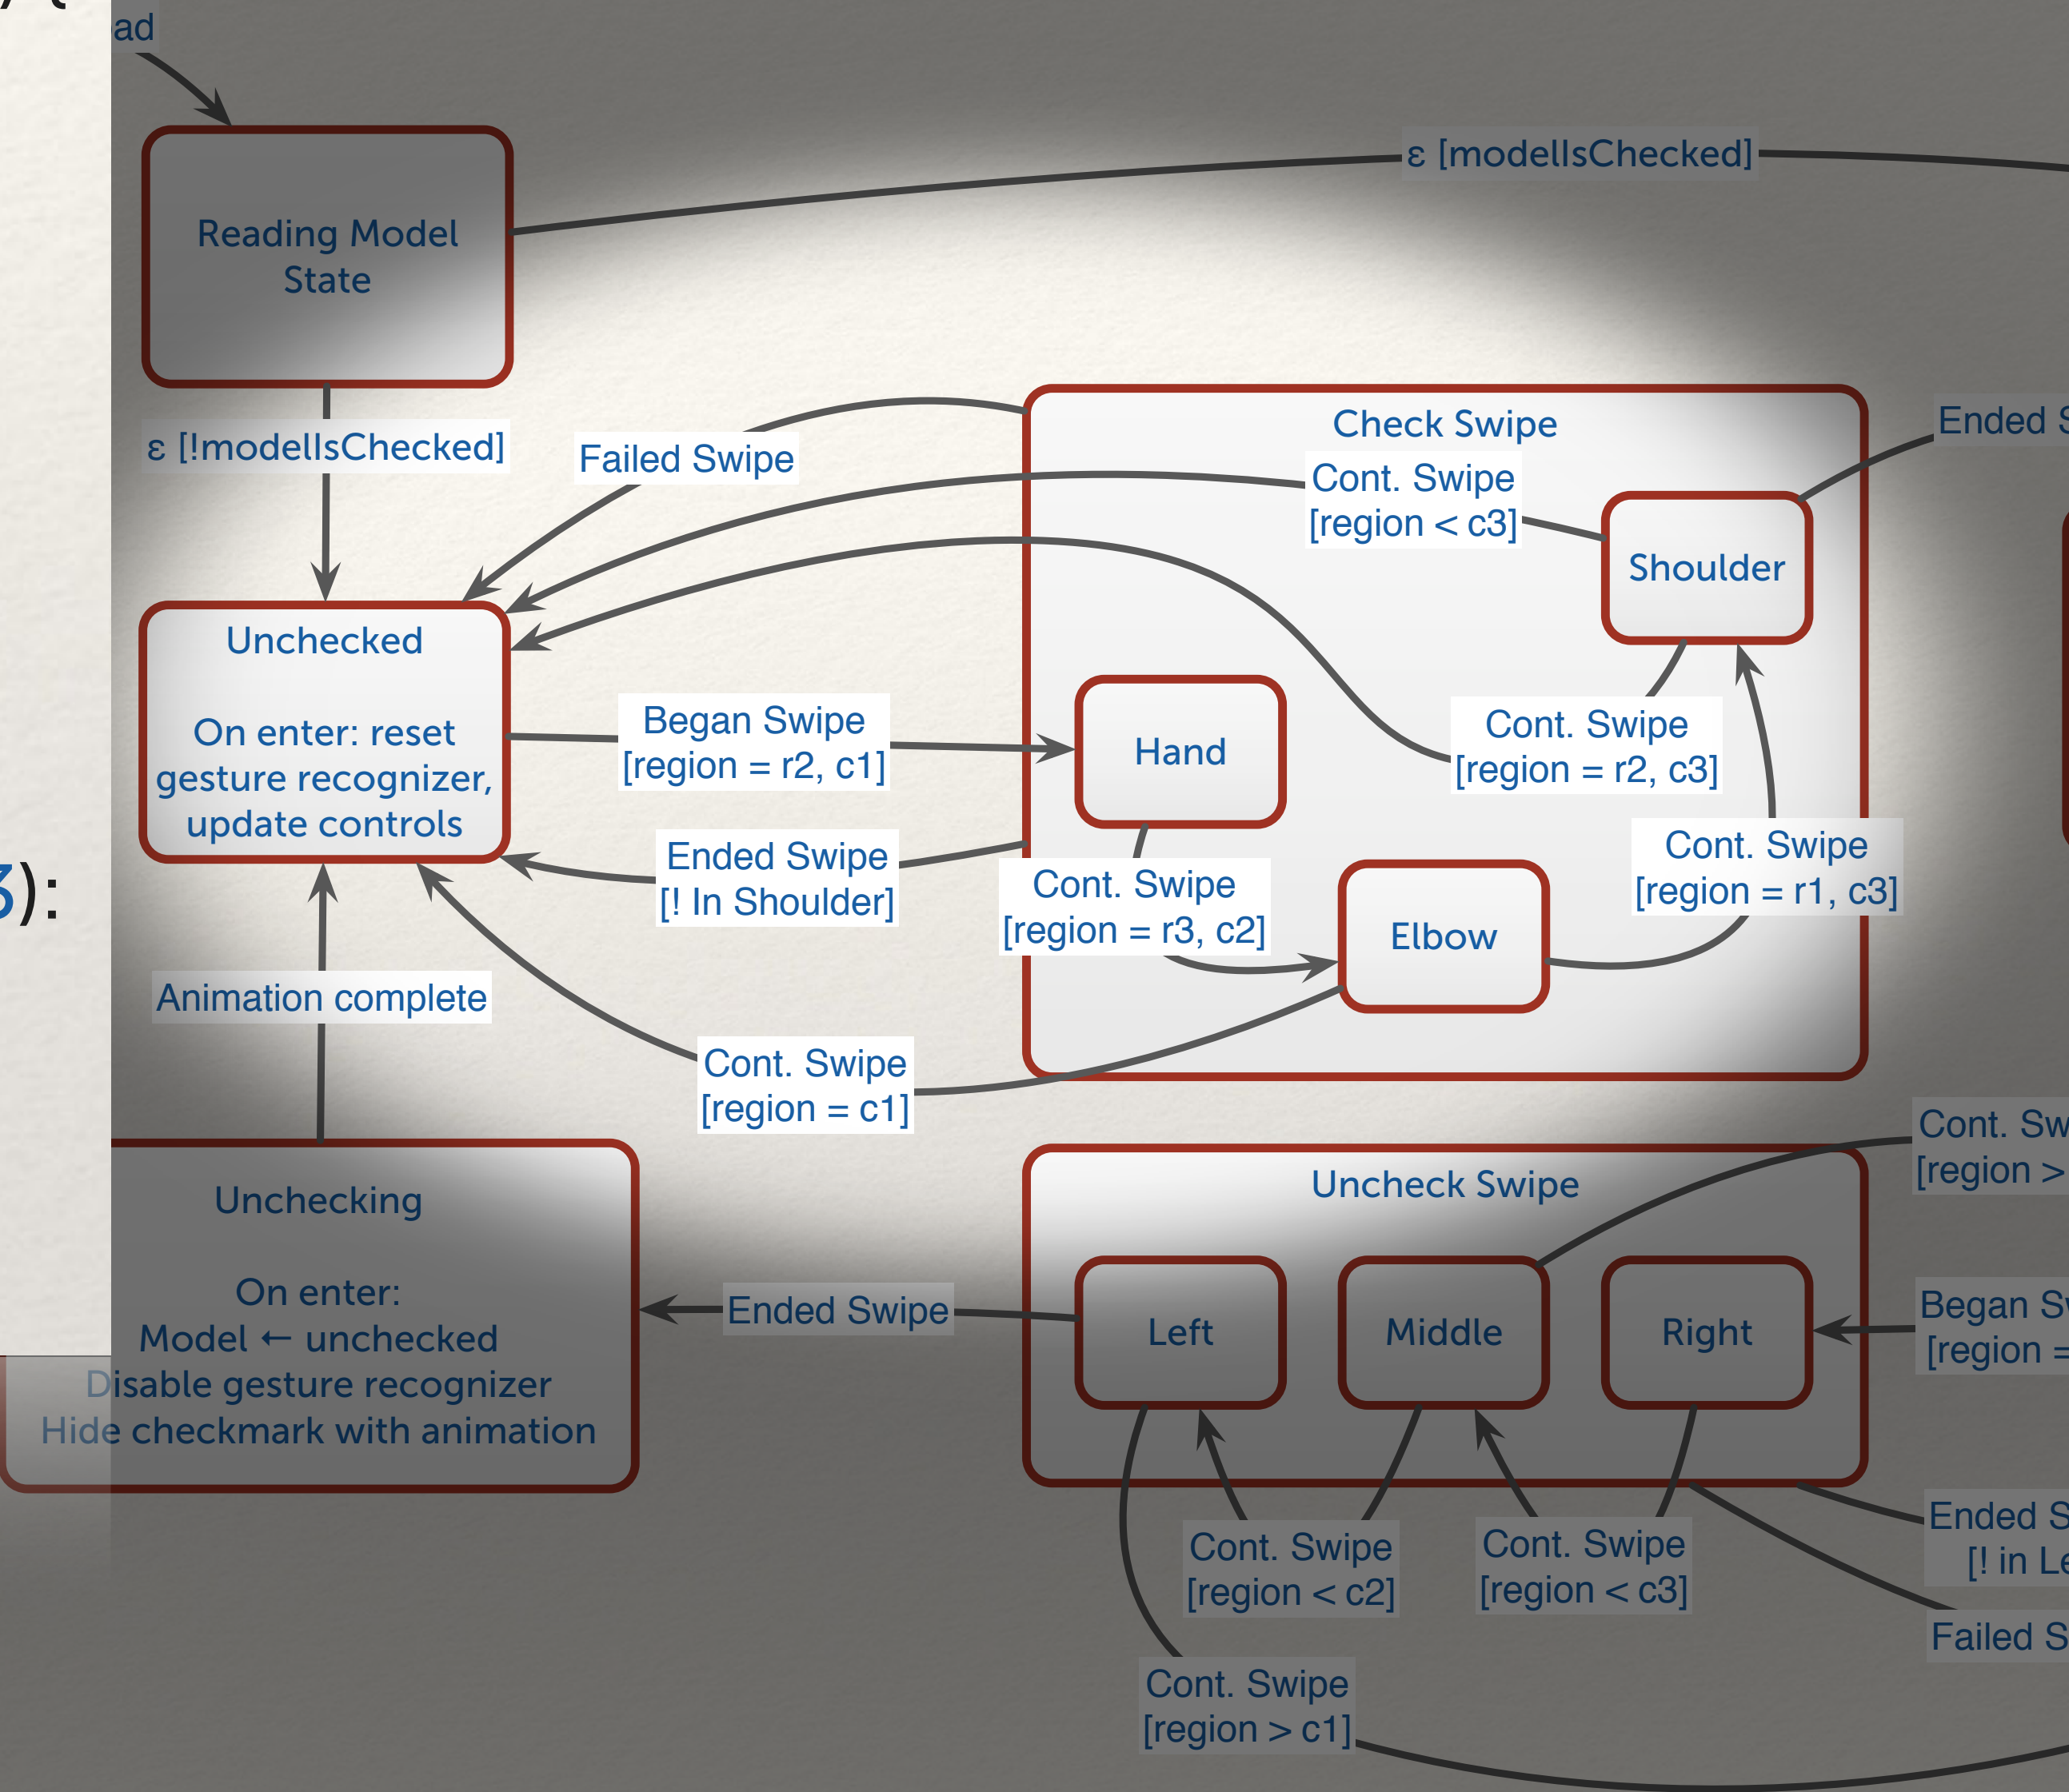 ad
ε [modelIsChecked]
Reading Model
State
ε [!modelIsChecked]
Failed Swipe
Check Swipe
Cont. Swipe
[region < c3]
Ended
Shoulder
Unchecked
On enter: reset
gesture recognizer,
update controls
Began Swipe
[region = r2, c1]
Hand
Cont. Swipe
[region = r2, c3]
Ended Swipe
[! In Shoulder]
Cont. Swipe
[region = r3, c2]
Elbow
Cont. Swipe
[region = r1, c3]
3):
Animation complete
Cont. Swipe
[region = c1]
Unchecking
On enter:
Model ← unchecked
Disable gesture recognizer
Hide checkmark with animation
Ended Swipe
Uncheck Swipe
Left
Middle
Right
Cont. Sw
[region >
Began Sw
[region =
Cont. Swipe
[region < c2]
Cont. Swipe
[region < c3]
Ended S
[! in Le
Failed S
Cont. Swipe
[region > c1]